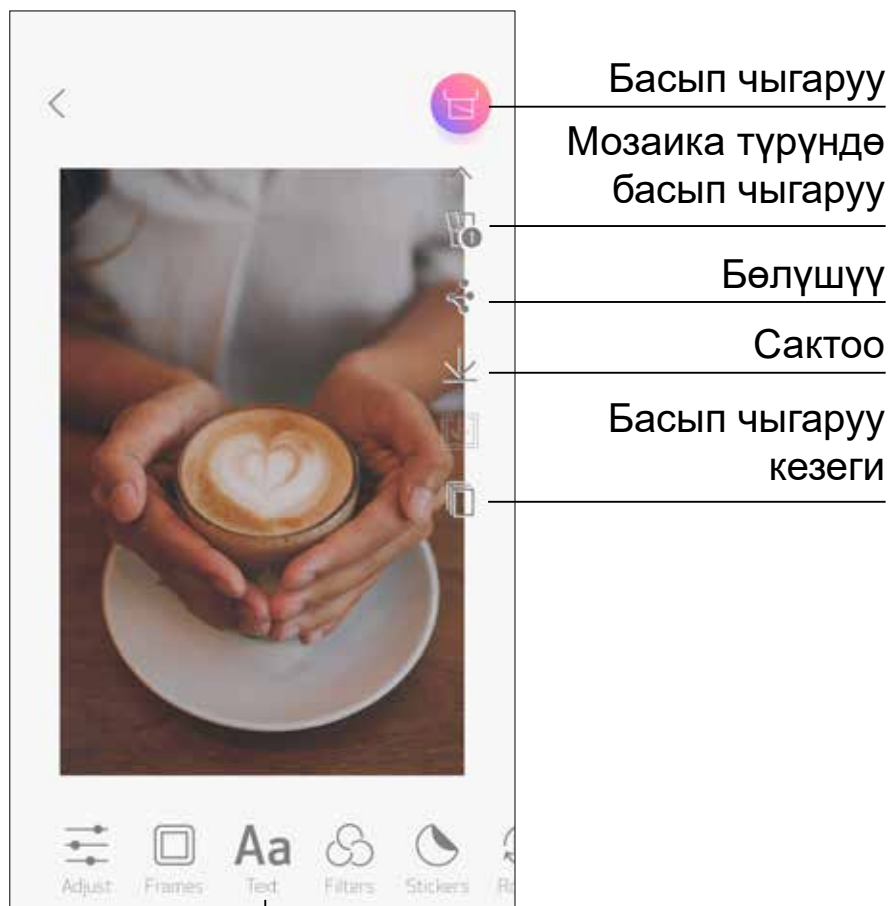 Басып чыгаруу
Мозаика түрүндө
басып чыгаруу
Бөлүшүү
Сактоо
Басып чыгаруу
кезеги
Aa
Adjust
Frames
Text
Filters
Stickers